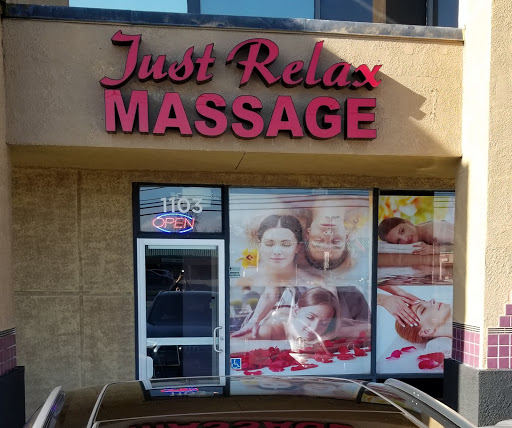 Just Relax
MASSAGE
1103
OPEN